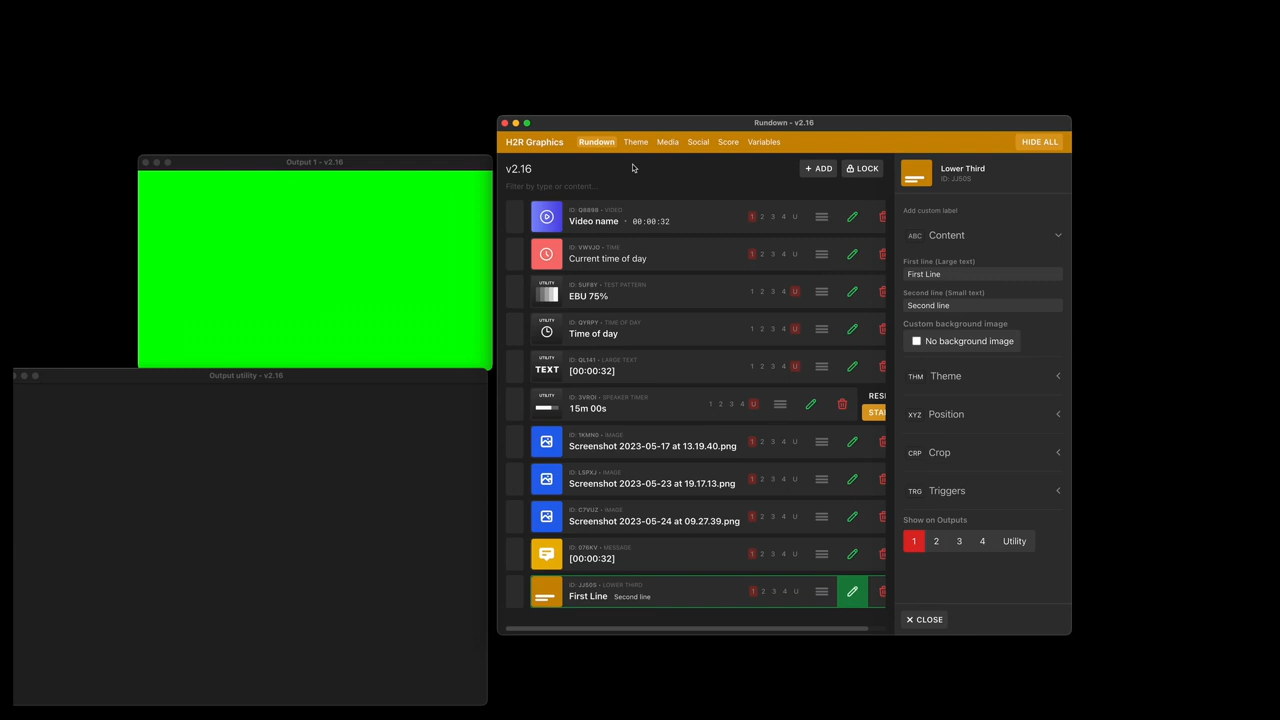 Output 1 - v2.16
Output utility - v2.16
Rundown - v2.16
H2R Graphics Rundown Theme Media Social Score Variables HIDE ALL
v2.16 + ADD LOCK
Filter by type or content...
ID: Q8898 • VIDEO
Video name • 00:00:32 1 2 3 4 U
ID: VWVJO • TIME
Current time of day 1 2 3 4 U
UTILITY
ID: SUFBY • TEST PATTERN
EBU 75% 1 2 3 4 U
UTILITY
ID: QYRPY • TIME OF DAY
Time of day 1 2 3 4 U
UTILITY
TEXT
ID: QL141 • LARGE TEXT
[00:00:32] 1 2 3 4 U
UTILITY
ID: 3VROI • SPEAKER TIMER
15m 00s 1 2 3 4 U
RES
STA
ID: 1KMNG • IMAGE
Screenshot 2023-05-17 at 13.19.40.png 1 2 3 4 U
ID: LSPXJ • IMAGE
Screenshot 2023-05-23 at 19.17.13.png 1 2 3 4 U
ID: C7VUZ • IMAGE
Screenshot 2023-05-24 at 09.27.39.png 1 2 3 4 U
ID: 076KV • MESSAGE
[00:00:32] 1 2 3 4 U
ID: JJ50S • LOWER THIRD
First Line Second line 1 2 3 4 U
Lower Third
ID: JJ50S
Add custom label
ABC Content
First line (Large text)
First Line
Second line (Small text)
Second line
Custom background image
No background image
THM Theme
XYZ Position
CRP Crop
TRG Triggers
Show on Outputs
1 2 3 4 Utility
CLOSE